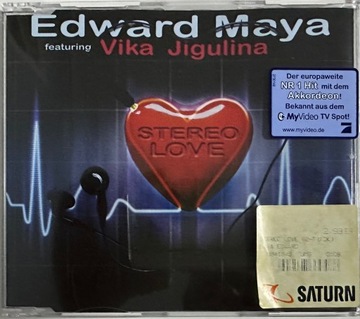 Edward Maya
featuring Vika Jigulina
Der europaweite
NR 1 Hit mit dem
Akkordeon:
Bekannt aus dem
MyVideo TV Spot!
www.myvideo.de
STEREO
LOVE
SATURN